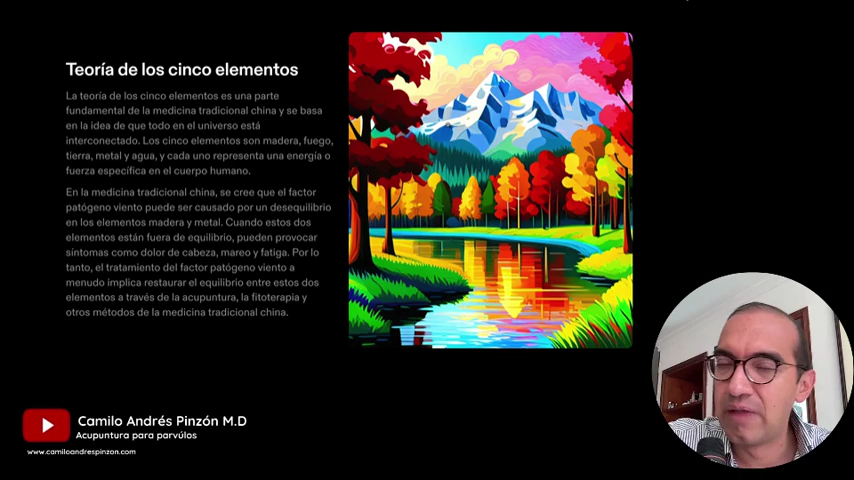 Teoría de los cinco elementos
La teoría de los cinco elementos es una parte
fundamental de la medicina tradicional china y se basa
en la idea de que todo en el universo está
interconectado. Los cinco elementos son madera, fuego,
tierra, metal y agua, y cada uno representa una energía o
fuerza específica en el cuerpo humano.
En la medicina tradicional china, se cree que el factor
patógeno viento puede ser causado por un desequilibrio
en los elementos madera y metal. Cuando estos dos
elementos están fuera de equilibrio, pueden provocar
síntomas como dolor de cabeza, mareo y fatiga. Por lo
tanto, el tratamiento del factor patógeno viento a
menudo implica restaurar el equilibrio entre estos dos
elementos a través de la acupuntura, la fitoterapia y
otros métodos de la medicina tradicional china.
Camilo Andrés Pinzón M.D
Acupuntura para parvúlos
www.camiloandrespinzon.com